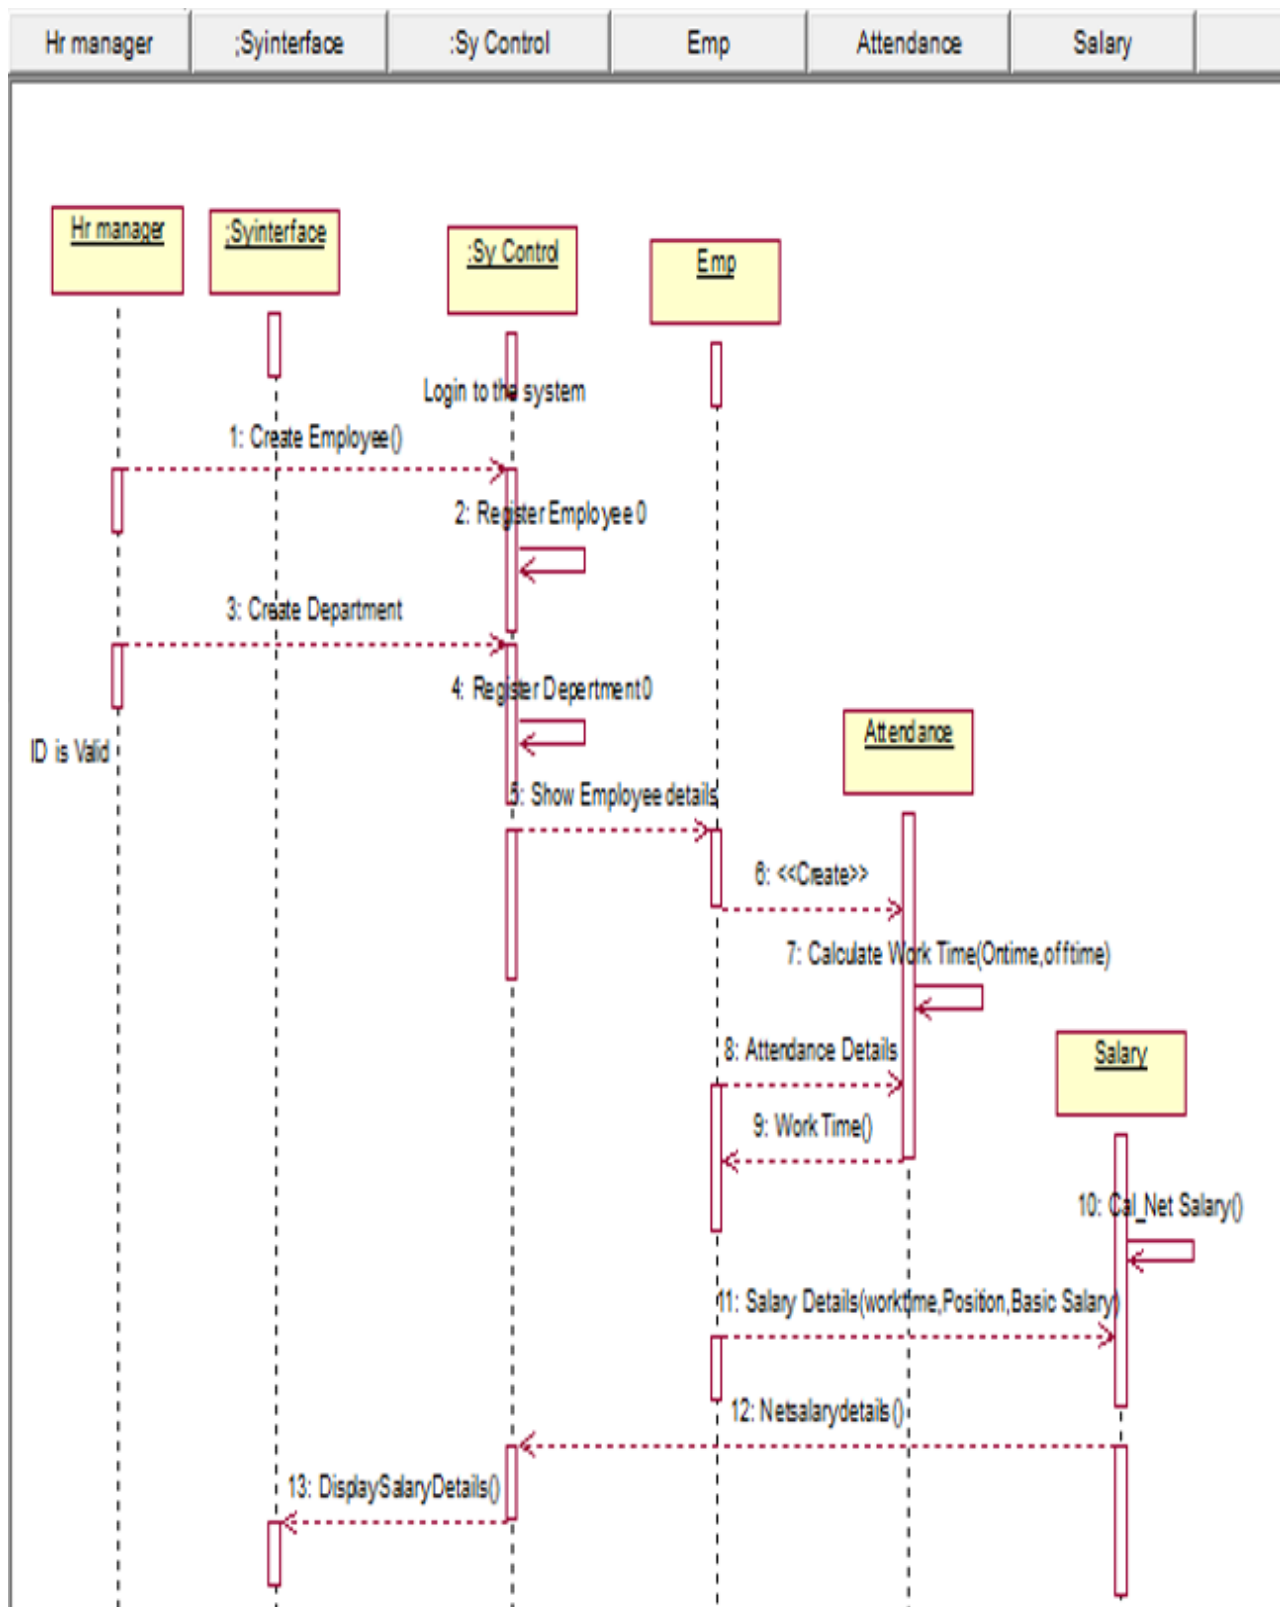 Hr manager
;Syinterface
:Sy Control
Emp
Attendance
Salary
Hr manager
;Syinterface
:Sy Control
Emp
Login to the system
1: Create Employee()
2: Register Employee 0
3: Create Department
4: Register Depertment 0
ID is Valid
Attendance
5: Show Employee details
6: <<Create>>
7: Calculate Work Time(Ontime,offtime)
8: Attendance Details
Salary
9: Work Time()
10: Cal_Net Salary()
11: Salary Details(worktime,Position,Basic Salary)
12: Netsalarydetails()
13: DisplaySalaryDetails()